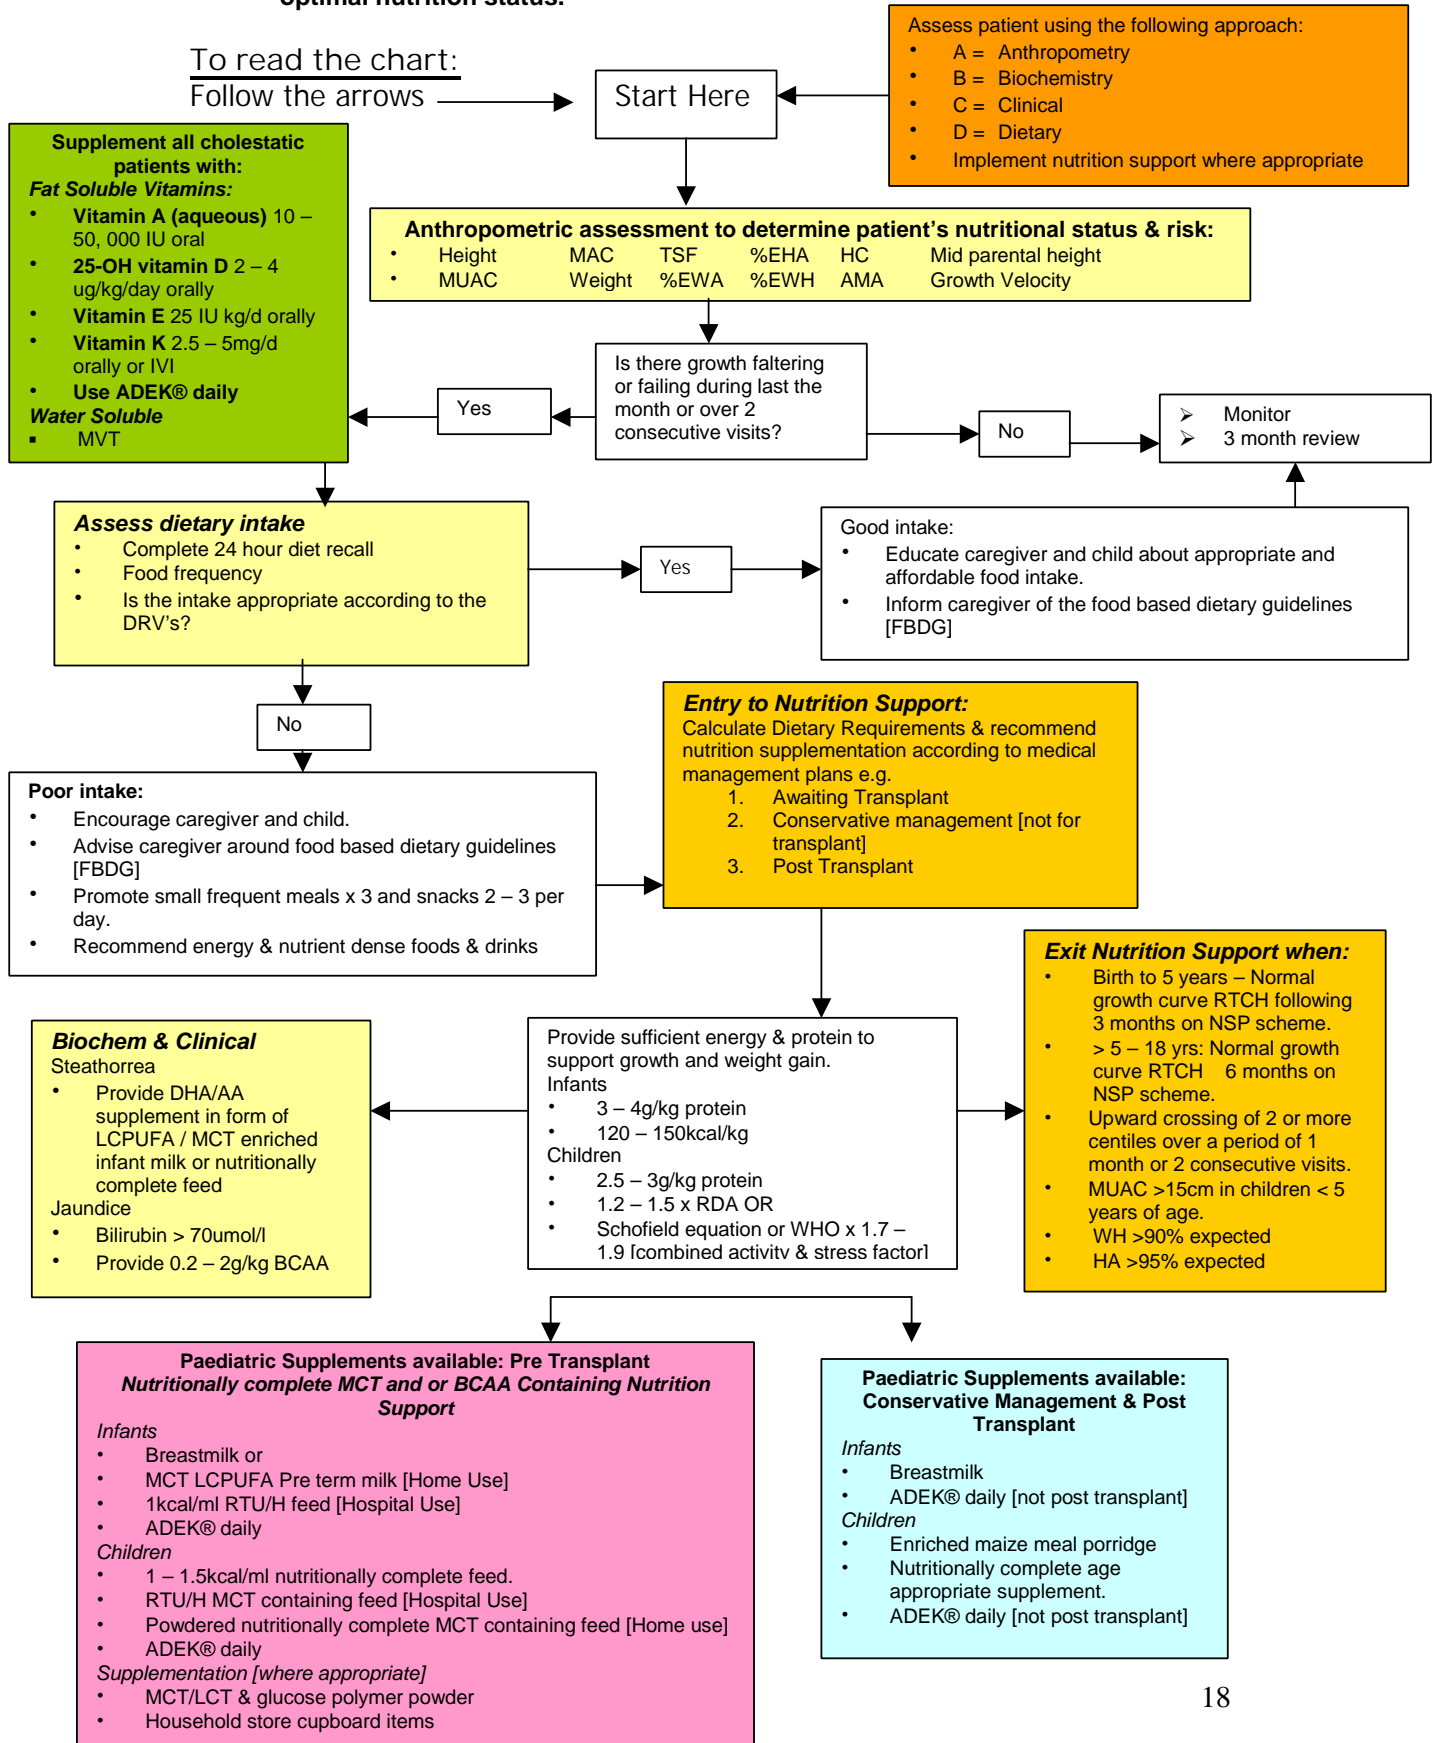 optimal nutrition status.
To read the chart:
Follow the arrows
Start Here
Assess patient using the following approach:
• A = Anthropometry
• B = Biochemistry
• C = Clinical
• D = Dietary
• Implement nutrition support where appropriate
Supplement all cholestatic
patients with:
Fat Soluble Vitamins:
• Vitamin A (aqueous) 10 –
50, 000 IU oral
• 25-OH vitamin D 2 – 4
ug/kg/day orally
• Vitamin E 25 IU kg/d orally
• Vitamin K 2.5 – 5mg/d
orally or IVI
• Use ADEK® daily
Water Soluble
▪ MVT
Anthropometric assessment to determine patient's nutritional status & risk:
• Height MAC TSF %EHA HC Mid parental height
• MUAC Weight %EWA %EWH AMA Growth Velocity
Is there growth faltering
or failing during last the
month or over 2
consecutive visits?
Yes
No
➢ Monitor
➢ 3 month review
Assess dietary intake
• Complete 24 hour diet recall
• Food frequency
• Is the intake appropriate according to the
DRV's?
Yes
Good intake:
• Educate caregiver and child about appropriate and
affordable food intake.
• Inform caregiver of the food based dietary guidelines
[FBDG]
No
Poor intake:
• Encourage caregiver and child.
• Advise caregiver around food based dietary guidelines
[FBDG]
• Promote small frequent meals x 3 and snacks 2 – 3 per
day.
• Recommend energy & nutrient dense foods & drinks
Entry to Nutrition Support:
Calculate Dietary Requirements & recommend
nutrition supplementation according to medical
management plans e.g.
1. Awaiting Transplant
2. Conservative management [not for
transplant]
3. Post Transplant
Exit Nutrition Support when:
• Birth to 5 years – Normal
growth curve RTCH following
3 months on NSP scheme.
• > 5 – 18 yrs: Normal growth
curve RTCH 6 months on
NSP scheme.
• Upward crossing of 2 or more
centiles over a period of 1
month or 2 consecutive visits.
• MUAC >15cm in children < 5
years of age.
• WH >90% expected
• HA >95% expected
Biochem & Clinical
Steathorrea
• Provide DHA/AA
supplement in form of
LCPUFA / MCT enriched
infant milk or nutritionally
complete feed
Jaundice
• Bilirubin > 70umol/l
• Provide 0.2 – 2g/kg BCAA
Provide sufficient energy & protein to
support growth and weight gain.
Infants
• 3 – 4g/kg protein
• 120 – 150kcal/kg
Children
• 2.5 – 3g/kg protein
• 1.2 – 1.5 x RDA OR
• Schofield equation or WHO x 1.7 –
1.9 [combined activity & stress factor]
Paediatric Supplements available: Pre Transplant
Nutritionally complete MCT and or BCAA Containing Nutrition
Support
Infants
• Breastmilk or
• MCT LCPUFA Pre term milk [Home Use]
• 1kcal/ml RTU/H feed [Hospital Use]
• ADEK® daily
Children
• 1 – 1.5kcal/ml nutritionally complete feed.
• RTU/H MCT containing feed [Hospital Use]
• Powdered nutritionally complete MCT containing feed [Home use]
• ADEK® daily
Supplementation [where appropriate]
• MCT/LCT & glucose polymer powder
• Household store cupboard items
Paediatric Supplements available:
Conservative Management & Post
Transplant
Infants
• Breastmilk
• ADEK® daily [not post transplant]
Children
• Enriched maize meal porridge
• Nutritionally complete age
appropriate supplement.
• ADEK® daily [not post transplant]
18